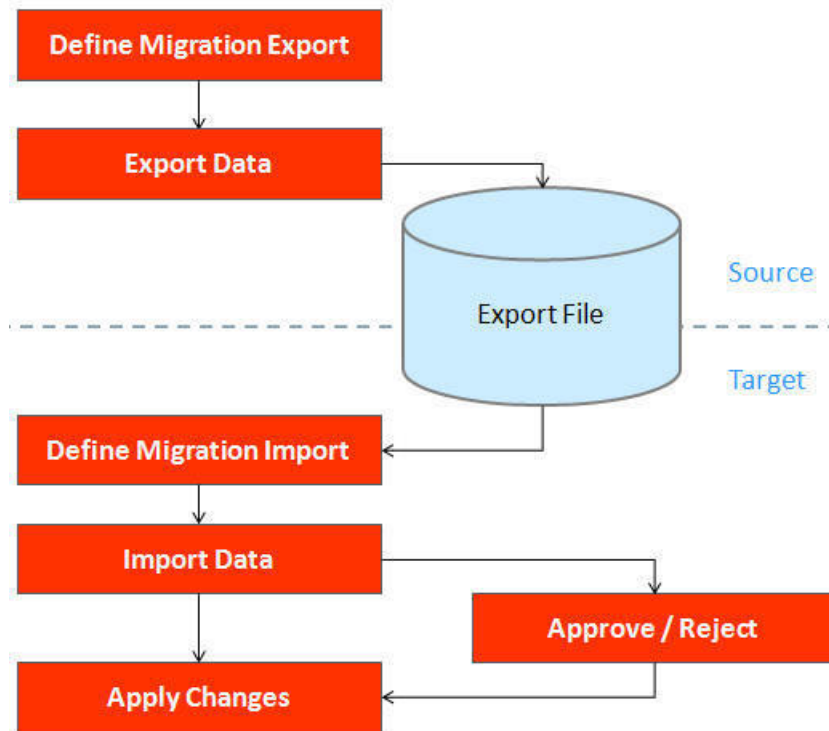 Define Migration Export
Export Data
Source
Export File
Target
Define Migration Import
Import Data
Approve / Reject
Apply Changes